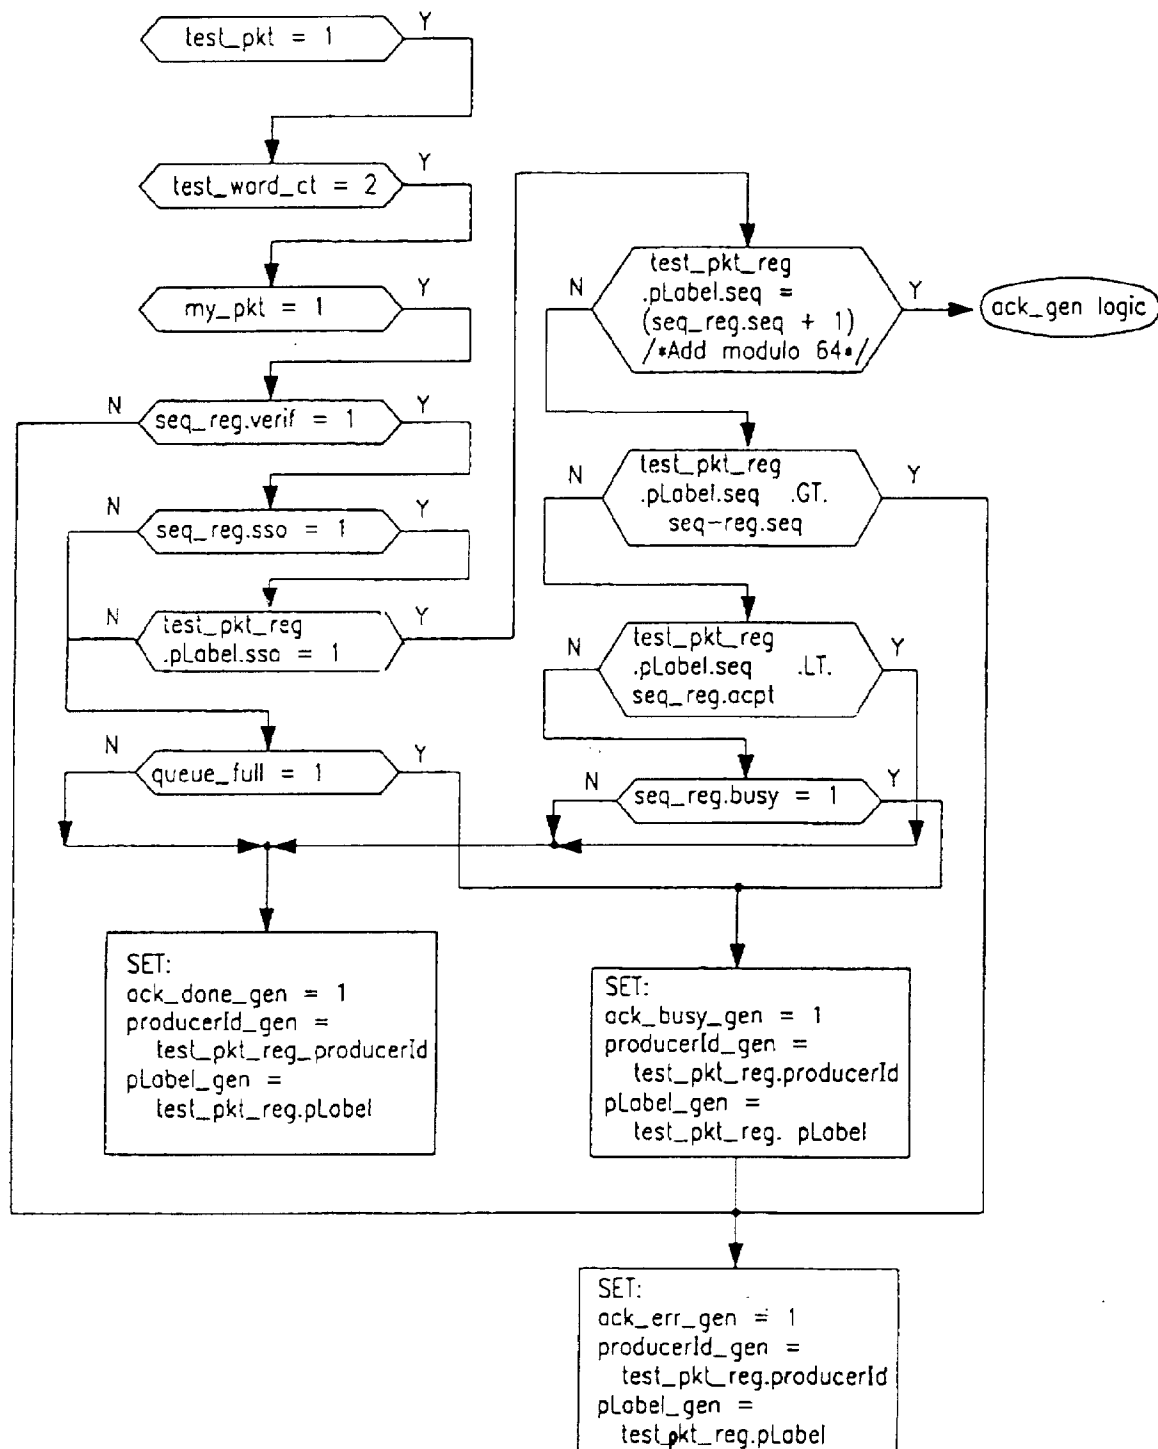 test_pkt = 1
Y
test_word_ct = 2
Y
my_pkt = 1
Y
N
seq_reg.verif = 1
Y
N
seq_reg.sso = 1
Y
N
test_pkt_reg
.pLabel.sso = 1
Y
N
queue_full = 1
Y
N
test_pkt_reg
.pLabel.seq =
(seq_reg.seq + 1)
/*Add modulo 64*/
Y
ack_gen logic
N
test_pkt_reg
.pLabel.seq .GT.
seq-reg.seq
Y
N
test_pkt_reg
.pLabel.seq .LT.
seq_reg.acpt
Y
N
seq_reg.busy = 1
Y
SET:
ack_done_gen = 1
producerId_gen =
test_pkt_reg_producerId
pLabel_gen =
test_pkt_reg.pLabel
SET:
ack_busy_gen = 1
producerId_gen =
test_pkt_reg.producerId
pLabel_gen =
test_pkt_reg. pLabel
SET:
ack_err_gen = 1
producerId_gen =
test_pkt_reg.producerId
pLabel_gen =
test_pkt_reg.pLabel